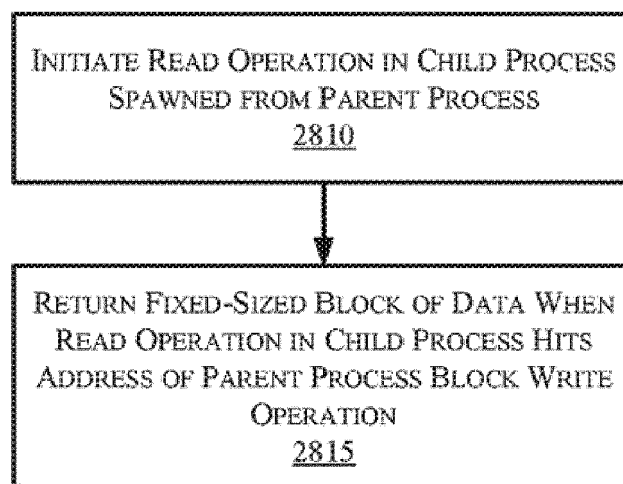 INITIATE READ OPERATION IN CHILD PROCESS
SPAWNED FROM PARENT PROCESS
2810
RETURN FIXED-SIZED BLOCK OF DATA WHEN
READ OPERATION IN CHILD PROCESS HITS
ADDRESS OF PARENT PROCESS BLOCK WRITE
OPERATION
2815